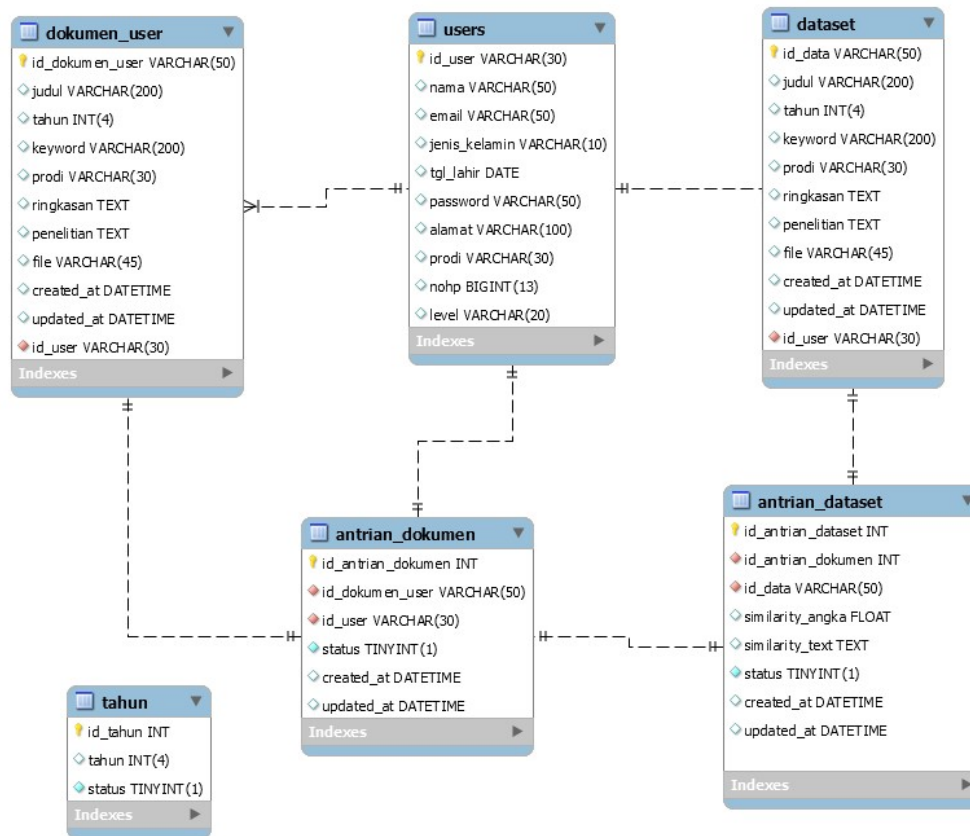 dokumen_user
id_dokumen_user VARCHAR(50)
judul VARCHAR(200)
tahun INT(4)
keyword VARCHAR(200)
prodi VARCHAR(30)
ringkasan TEXT
penelitian TEXT
file VARCHAR(45)
created_at DATETIME
updated_at DATETIME
id_user VARCHAR(30)
Indexes
users
id_user VARCHAR(30)
nama VARCHAR(50)
email VARCHAR(50)
jenis_kelamin VARCHAR(10)
tgl_lahir DATE
password VARCHAR(50)
alamat VARCHAR(100)
prodi VARCHAR(30)
nohp BIGINT(13)
level VARCHAR(20)
Indexes
dataset
id_data VARCHAR(50)
judul VARCHAR(200)
tahun INT(4)
keyword VARCHAR(200)
prodi VARCHAR(30)
ringkasan TEXT
penelitian TEXT
file VARCHAR(45)
created_at DATETIME
updated_at DATETIME
id_user VARCHAR(30)
Indexes
antrian_dokumen
id_antrian_dokumen INT
id_dokumen_user VARCHAR(50)
id_user VARCHAR(30)
status TINYINT(1)
created_at DATETIME
updated_at DATETIME
Indexes
antrian_dataset
id_antrian_dataset INT
id_antrian_dokumen INT
id_data VARCHAR(50)
similarity_angka FLOAT
similarity_text TEXT
status TINYINT(1)
created_at DATETIME
updated_at DATETIME
Indexes
tahun
id_tahun INT
tahun INT(4)
status TINYINT(1)
Indexes